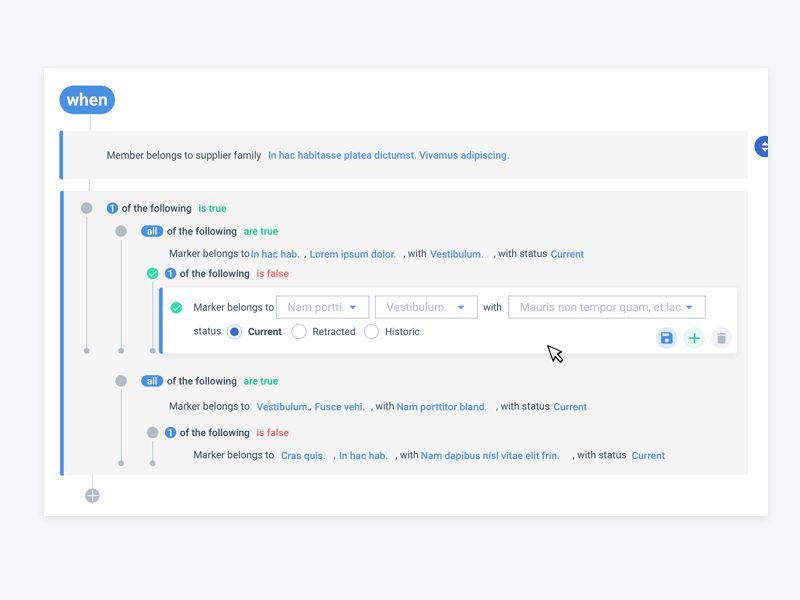 when
Member belongs to supplier family In hac habitasse platea dictumst. Vivamus adipiscing.
1 of the following is true
all of the following are true
Marker belongs to In hac hab. , Lorem ipsum dolor. , with Vestibulum. , with status Current
1 of the following is false
Marker belongs to Nam portti. Vestibulum. with Mauris non tempor quam, et lac.
status Current Retracted Historic
all of the following are true
Marker belongs to Vestibulum., Fusce vehi. , with Nam porttitor bland. , with status Current
1 of the following is false
Marker belongs to Cras quis. , In hac hab. , with Nam dapibus nisl vitae elit frin. , with status Current